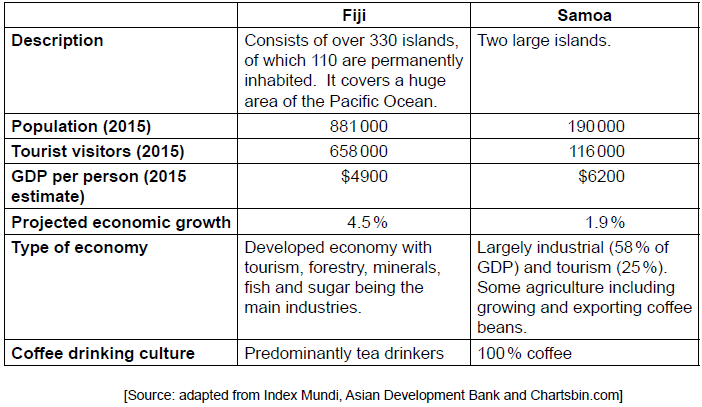 Fiji Samoa
Description
Consists of over 330 islands,
of which 110 are permanently
inhabited. It covers a huge
area of the Pacific Ocean.
Two large islands.
Population (2015) 881 000 190 000
Tourist visitors (2015) 658 000 116 000
GDP per person (2015
estimate)
$4900 $6200
Projected economic growth 4.5 % 1.9 %
Type of economy
Developed economy with
tourism, forestry, minerals,
fish and sugar being the
main industries.
Largely industrial (58 % of
GDP) and tourism (25 %).
Some agriculture including
growing and exporting coffee
beans.
Coffee drinking culture Predominantly tea drinkers 100 % coffee
[Source: adapted from Index Mundi, Asian Development Bank and Chartsbin.com]